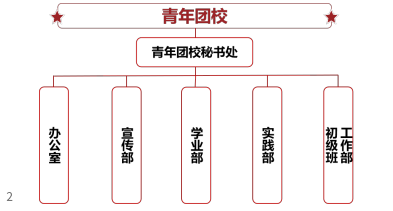 青年团校
青年团校秘书处
办公室
宣传部
学业部
实践部
初级班
工作部
2